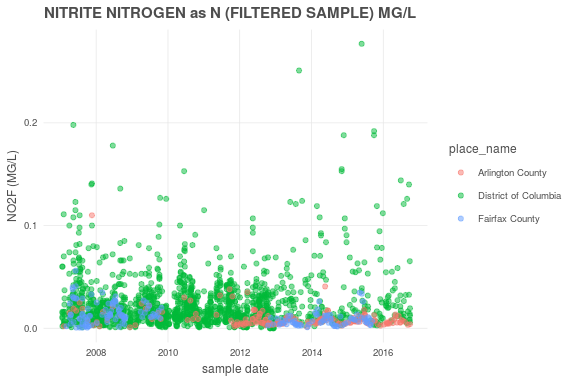 NITRITE NITROGEN as N (FILTERED SAMPLE) MG/L
NO2F (MG/L)
0.2
0.1
0.0
2008
2010
2012
2014
2016
sample date
place_name
Arlington County
District of Columbia
Fairfax County